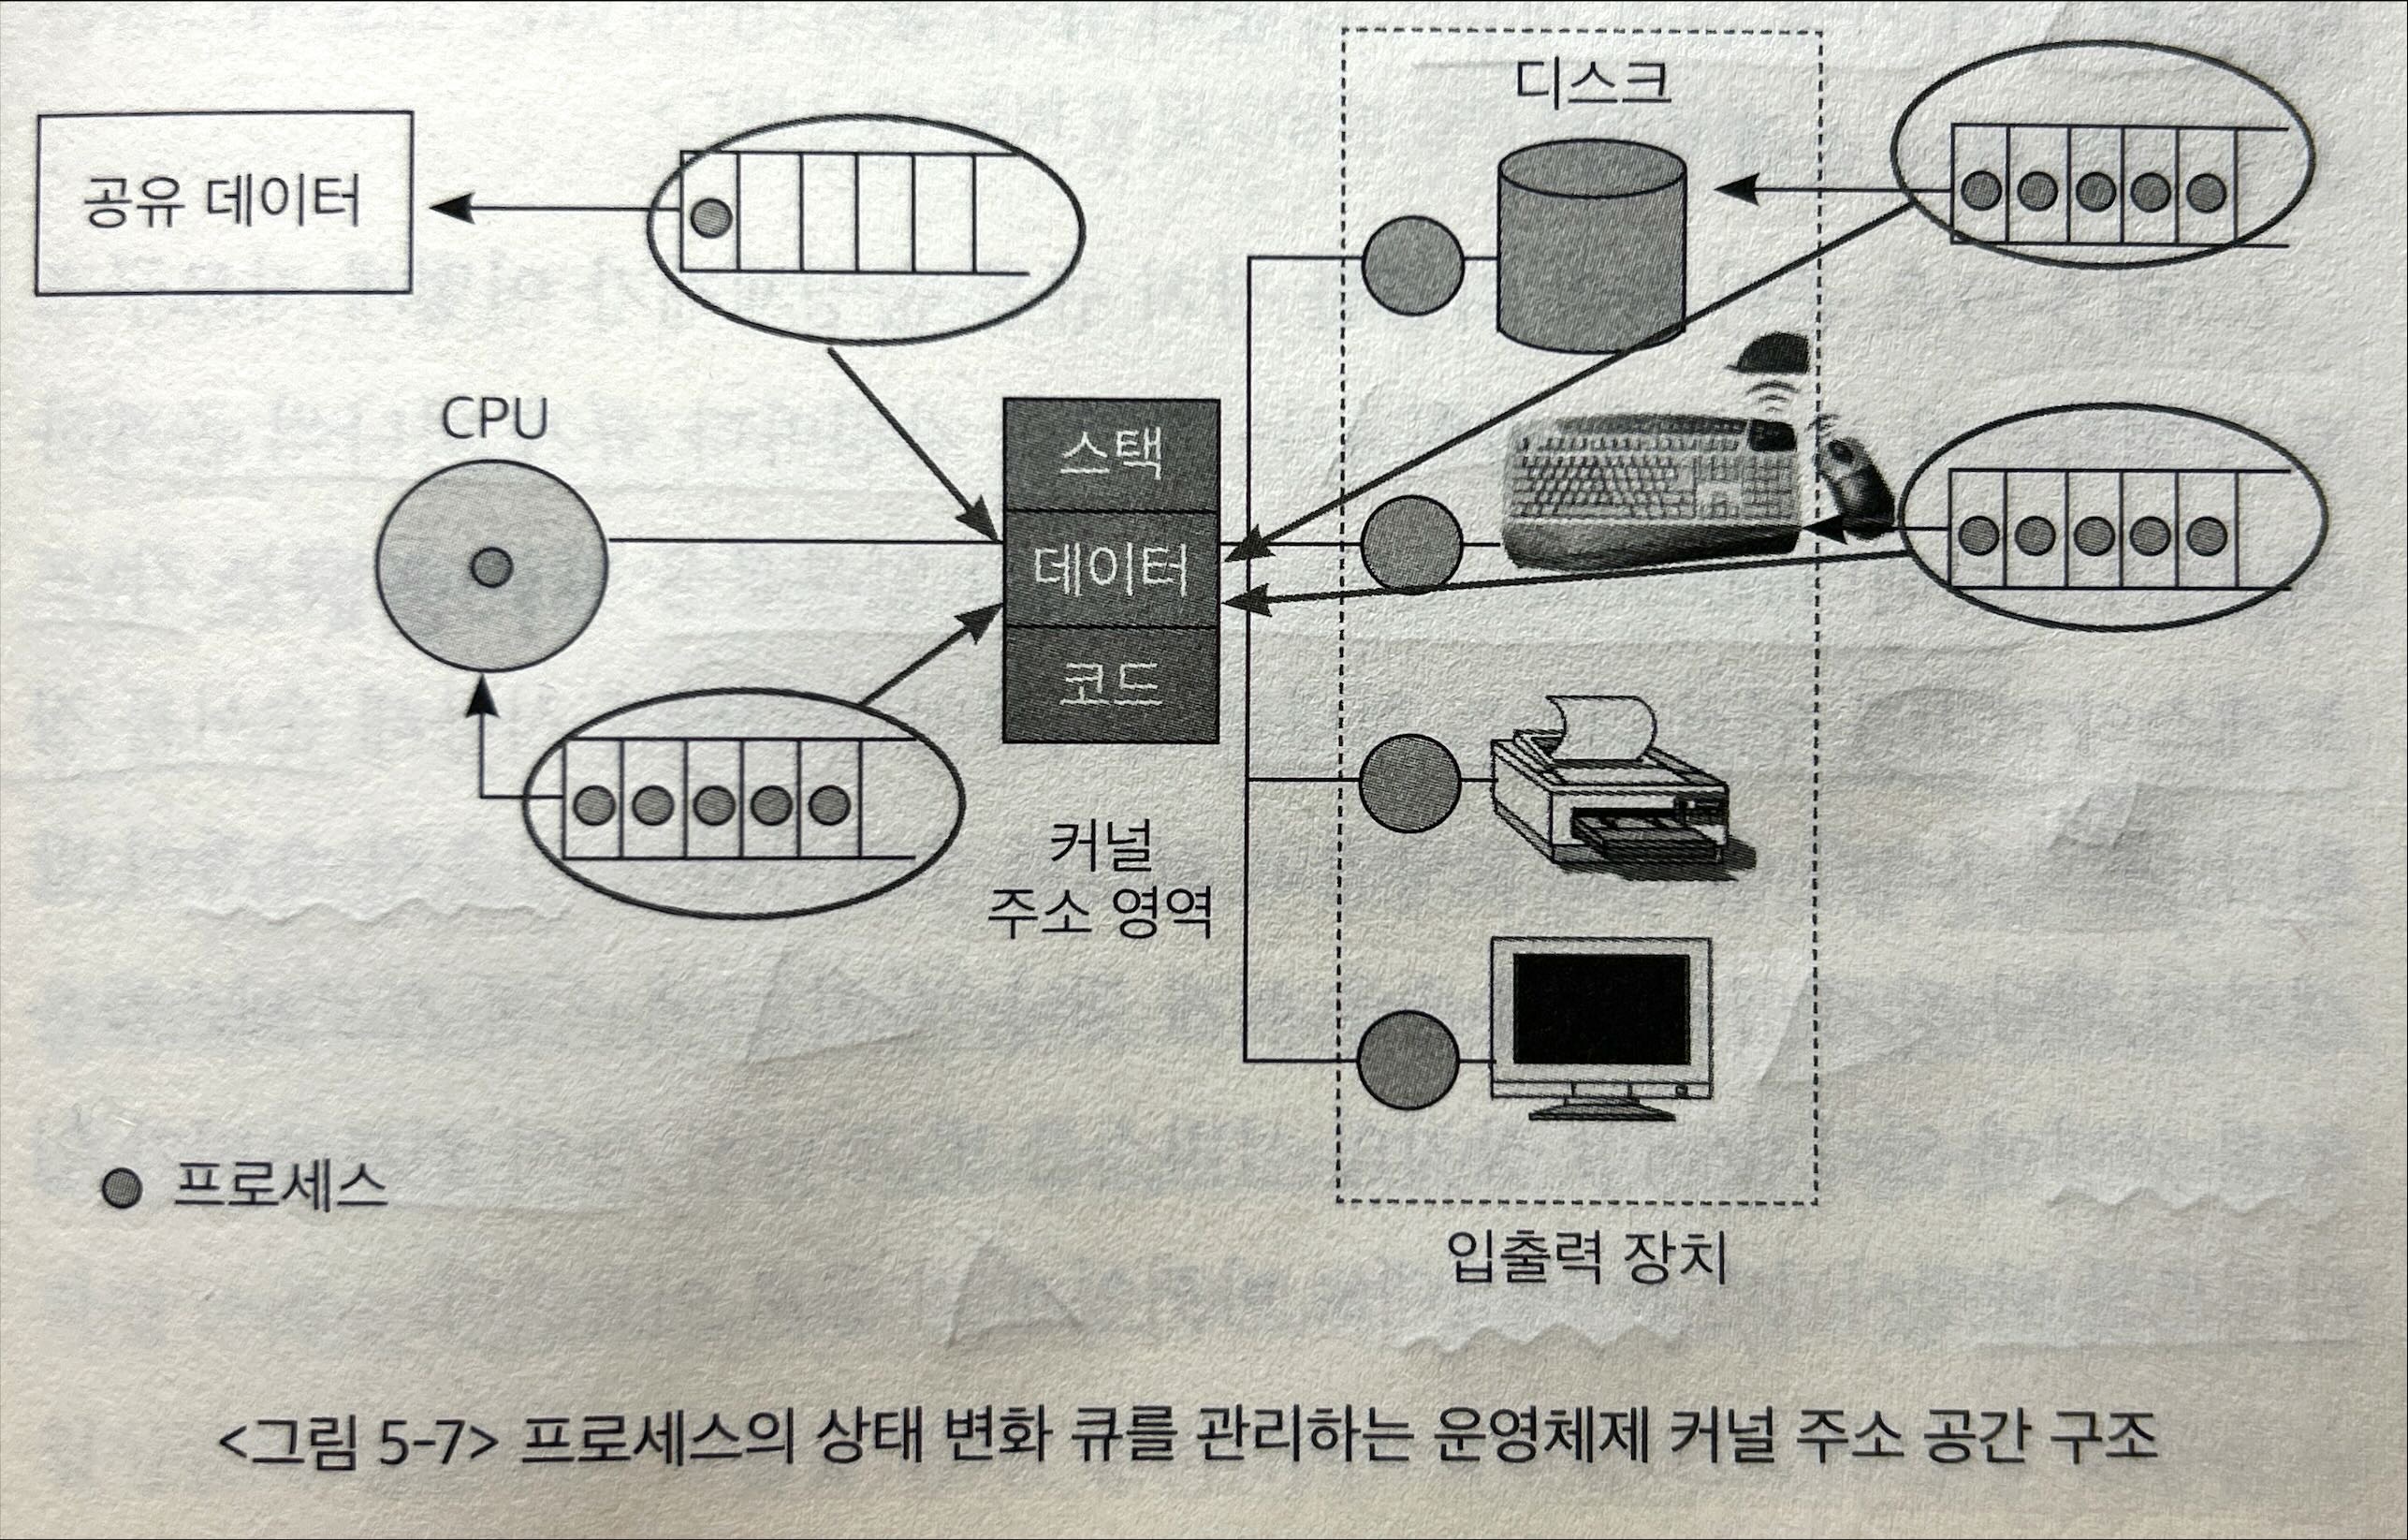 디스크
공유 데이터
CPU
스택
데이터
코드
커널
주소 영역
프로세스
입출력 장치
<그림 5-7> 프로세스의 상태 변화 큐를 관리하는 운영체제 커널 주소 공간 구조